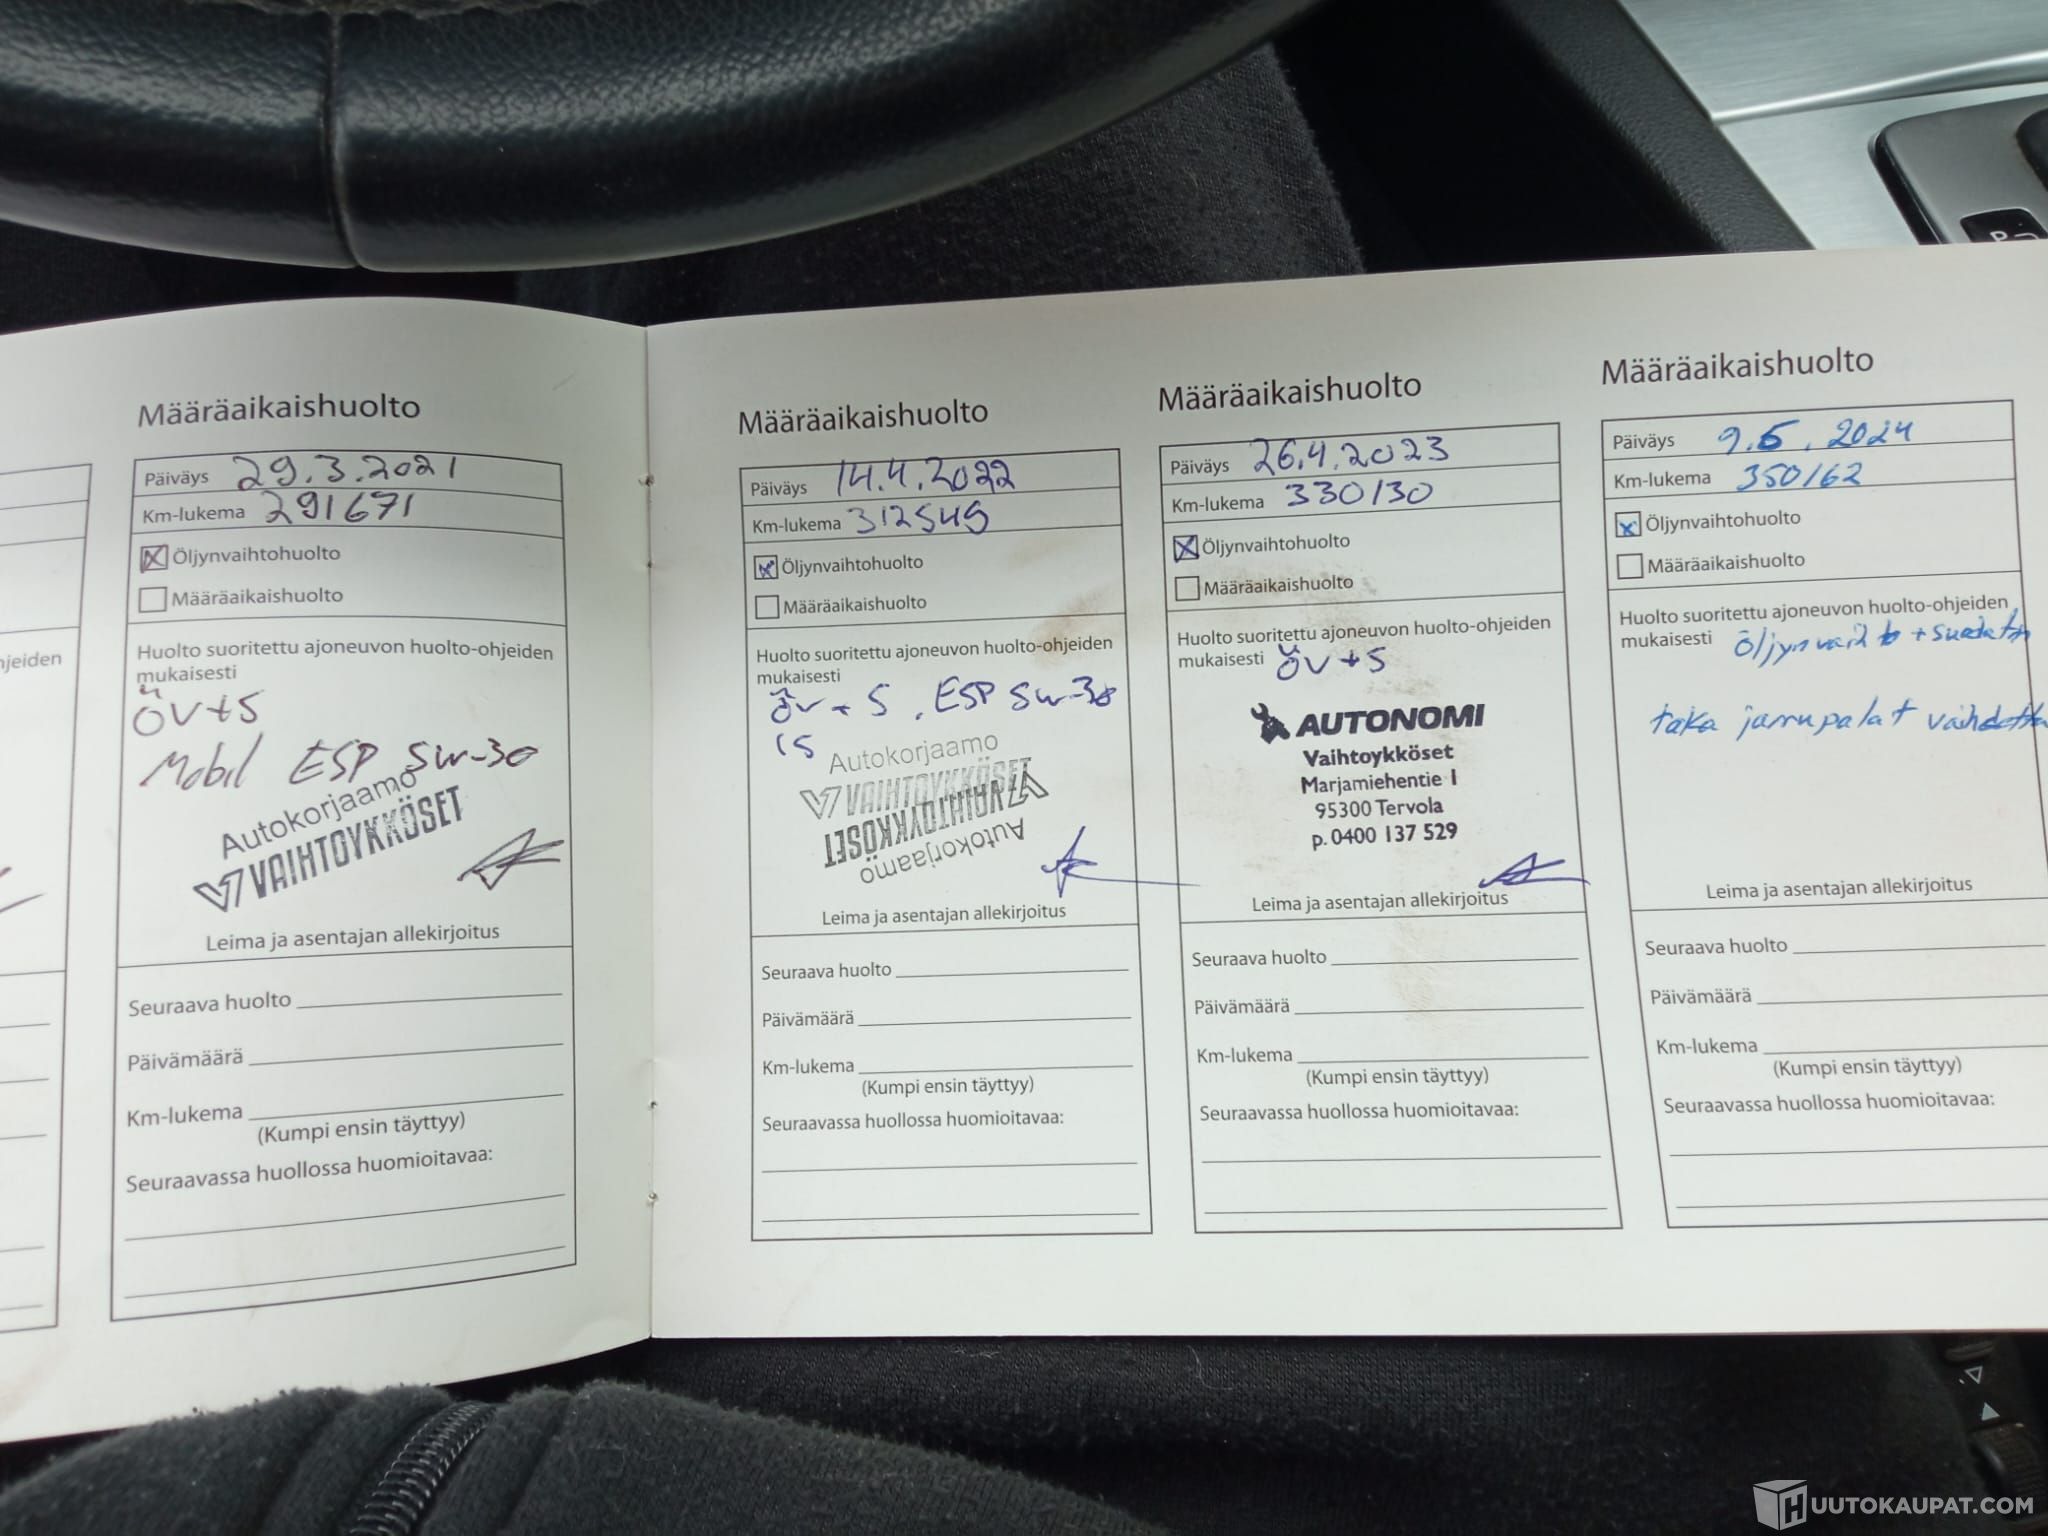 jeiden
Määräaikaishuolto
Päiväys 29.3.2021
Km-lukema 291671
Öljynvaihtohuolto
Määräaikaishuolto
Huolto suoritettu ajoneuvon huolto-ohjeiden
mukaisesti
ÖV+S
Mobil ESP 5W-30
Autokorjaamo
VAIHTOYKKÖSET
Leima ja asentajan allekirjoitus
Seuraava huolto
Päivämäärä
Km-lukema
(Kumpi ensin täyttyy)
Seuraavassa huollossa huomioitavaa:
Määräaikaishuolto
Päiväys 14.4.2022
Km-lukema 312545
Öljynvaihtohuolto
Määräaikaishuolto
Huolto suoritettu ajoneuvon huolto-ohjeiden
mukaisesti
ÖV + S, ESP 5W-30
Autokorjaamo
VAIHTOYKKÖSET
VAIHTOYKKÖSET
Autokorjaamo
Leima ja asentajan allekirjoitus
Seuraava huolto
Päivämäärä
Km-lukema
(Kumpi ensin täyttyy)
Seuraavassa huollossa huomioitavaa:
Määräaikaishuolto
Päiväys 26.4.2023
Km-lukema 330130
Öljynvaihtohuolto
Määräaikaishuolto
Huolto suoritettu ajoneuvon huolto-ohjeiden
mukaisesti ÖV+S
AUTONOMI
Vaihtoykköset
Marjamiehentie 1
95300 Tervola
p. 0400 137 529
Leima ja asentajan allekirjoitus
Seuraava huolto
Päivämäärä
Km-lukema
(Kumpi ensin täyttyy)
Seuraavassa huollossa huomioitavaa:
Määräaikaishuolto
Päiväys 9.5.2024
Km-lukema 350162
Öljynvaihtohuolto
Määräaikaishuolto
Huolto suoritettu ajoneuvon huolto-ohjeiden
mukaisesti Öljynvaihto + suodatin
taka jarrupalat vaihdettu
Leima ja asentajan allekirjoitus
Seuraava huolto
Päivämäärä
Km-lukema
(Kumpi ensin täyttyy)
Seuraavassa huollossa huomioitavaa:
HUUTOKAUPAT.COM